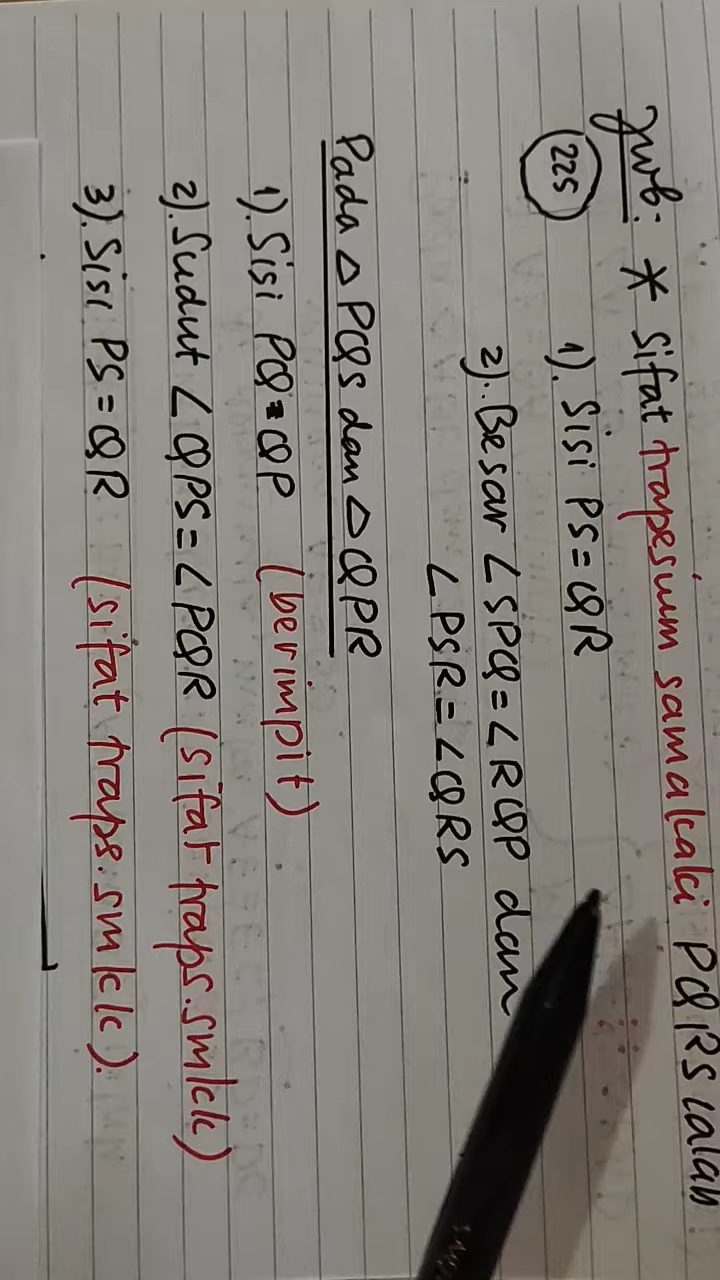 Jwb: * Sifat trapesium samakaki PQRS ialah
225
1). Sisi PS = QR
2). Besar ∠SPQ = ∠RQP dan
∠PSR = ∠QRS
Pada △PQS dan △QPR
1). Sisi PQ = QP (berimpit)
2). Sudut ∠QPS = ∠PQR (sifat traps.smkk)
3). Sisi PS = QR (sifat traps.smkk).